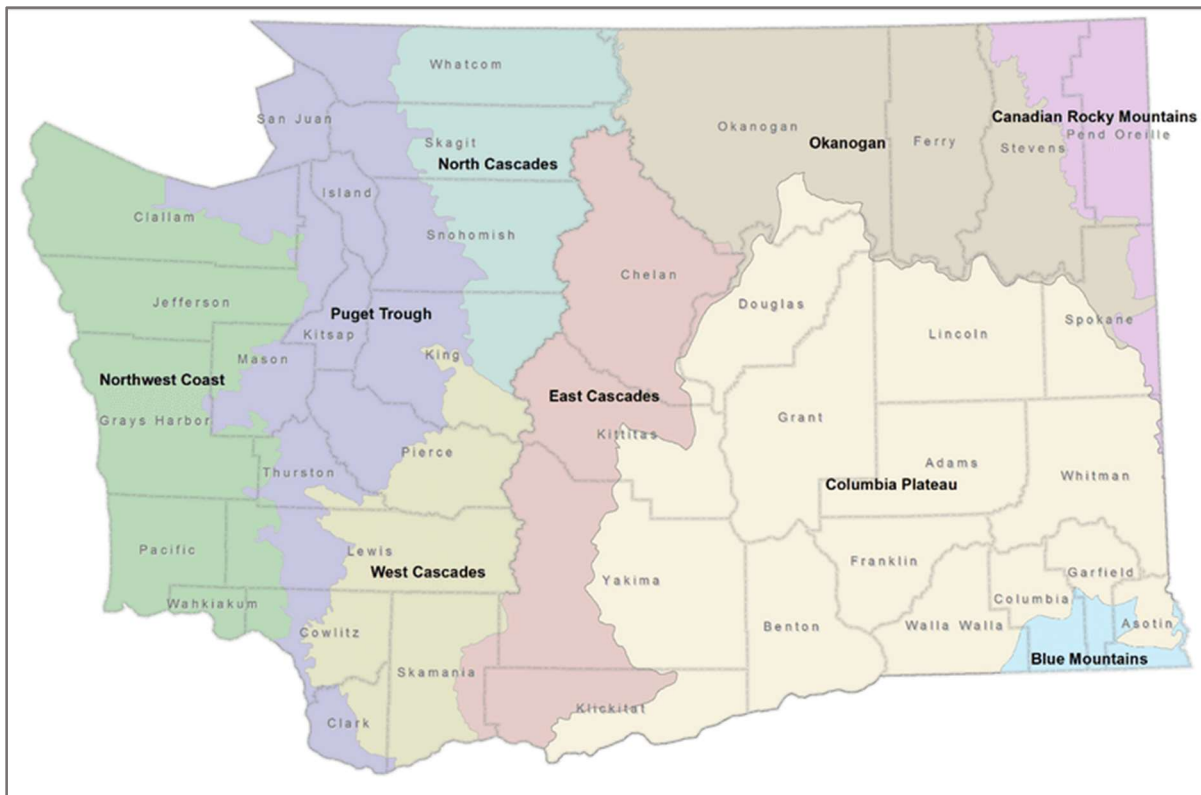 Whatcom
San Juan
Skagit
North Cascades
Okanogan
Okanogan
Ferry
Canadian Rocky Mountains
Pend Oreille
Stevens
Island
Clallam
Snohomish
Chelan
Jefferson
Puget Trough
Kitsap
Douglas
Lincoln
Spokane
Mason
King
Northwest Coast
East Cascades
Grays Harbor
Kittitas
Grant
Pierce
Thurston
Adams
Columbia Plateau
Whitman
Pacific
Lewis
West Cascades
Yakima
Franklin
Garfield
Wahkiakum
Columbia
Cowlitz
Benton
Walla Walla
Asotin
Blue Mountains
Skamania
Klickitat
Clark